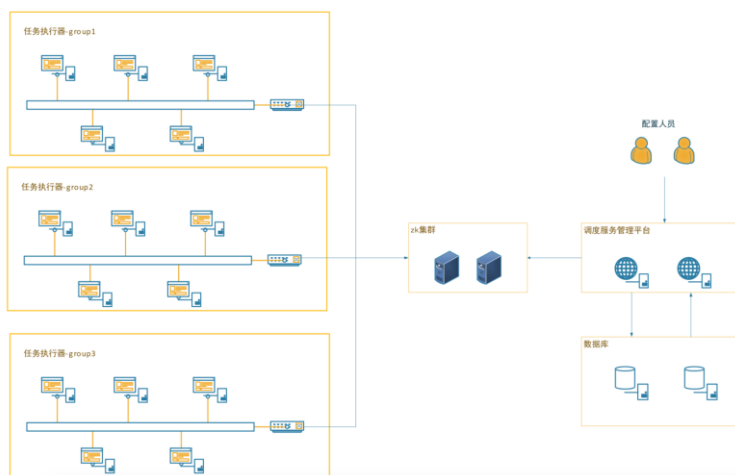 任务执行器-group1
配置人员
任务执行器-group2
zk集群
调度服务管理平台
数据库
任务执行器-group3